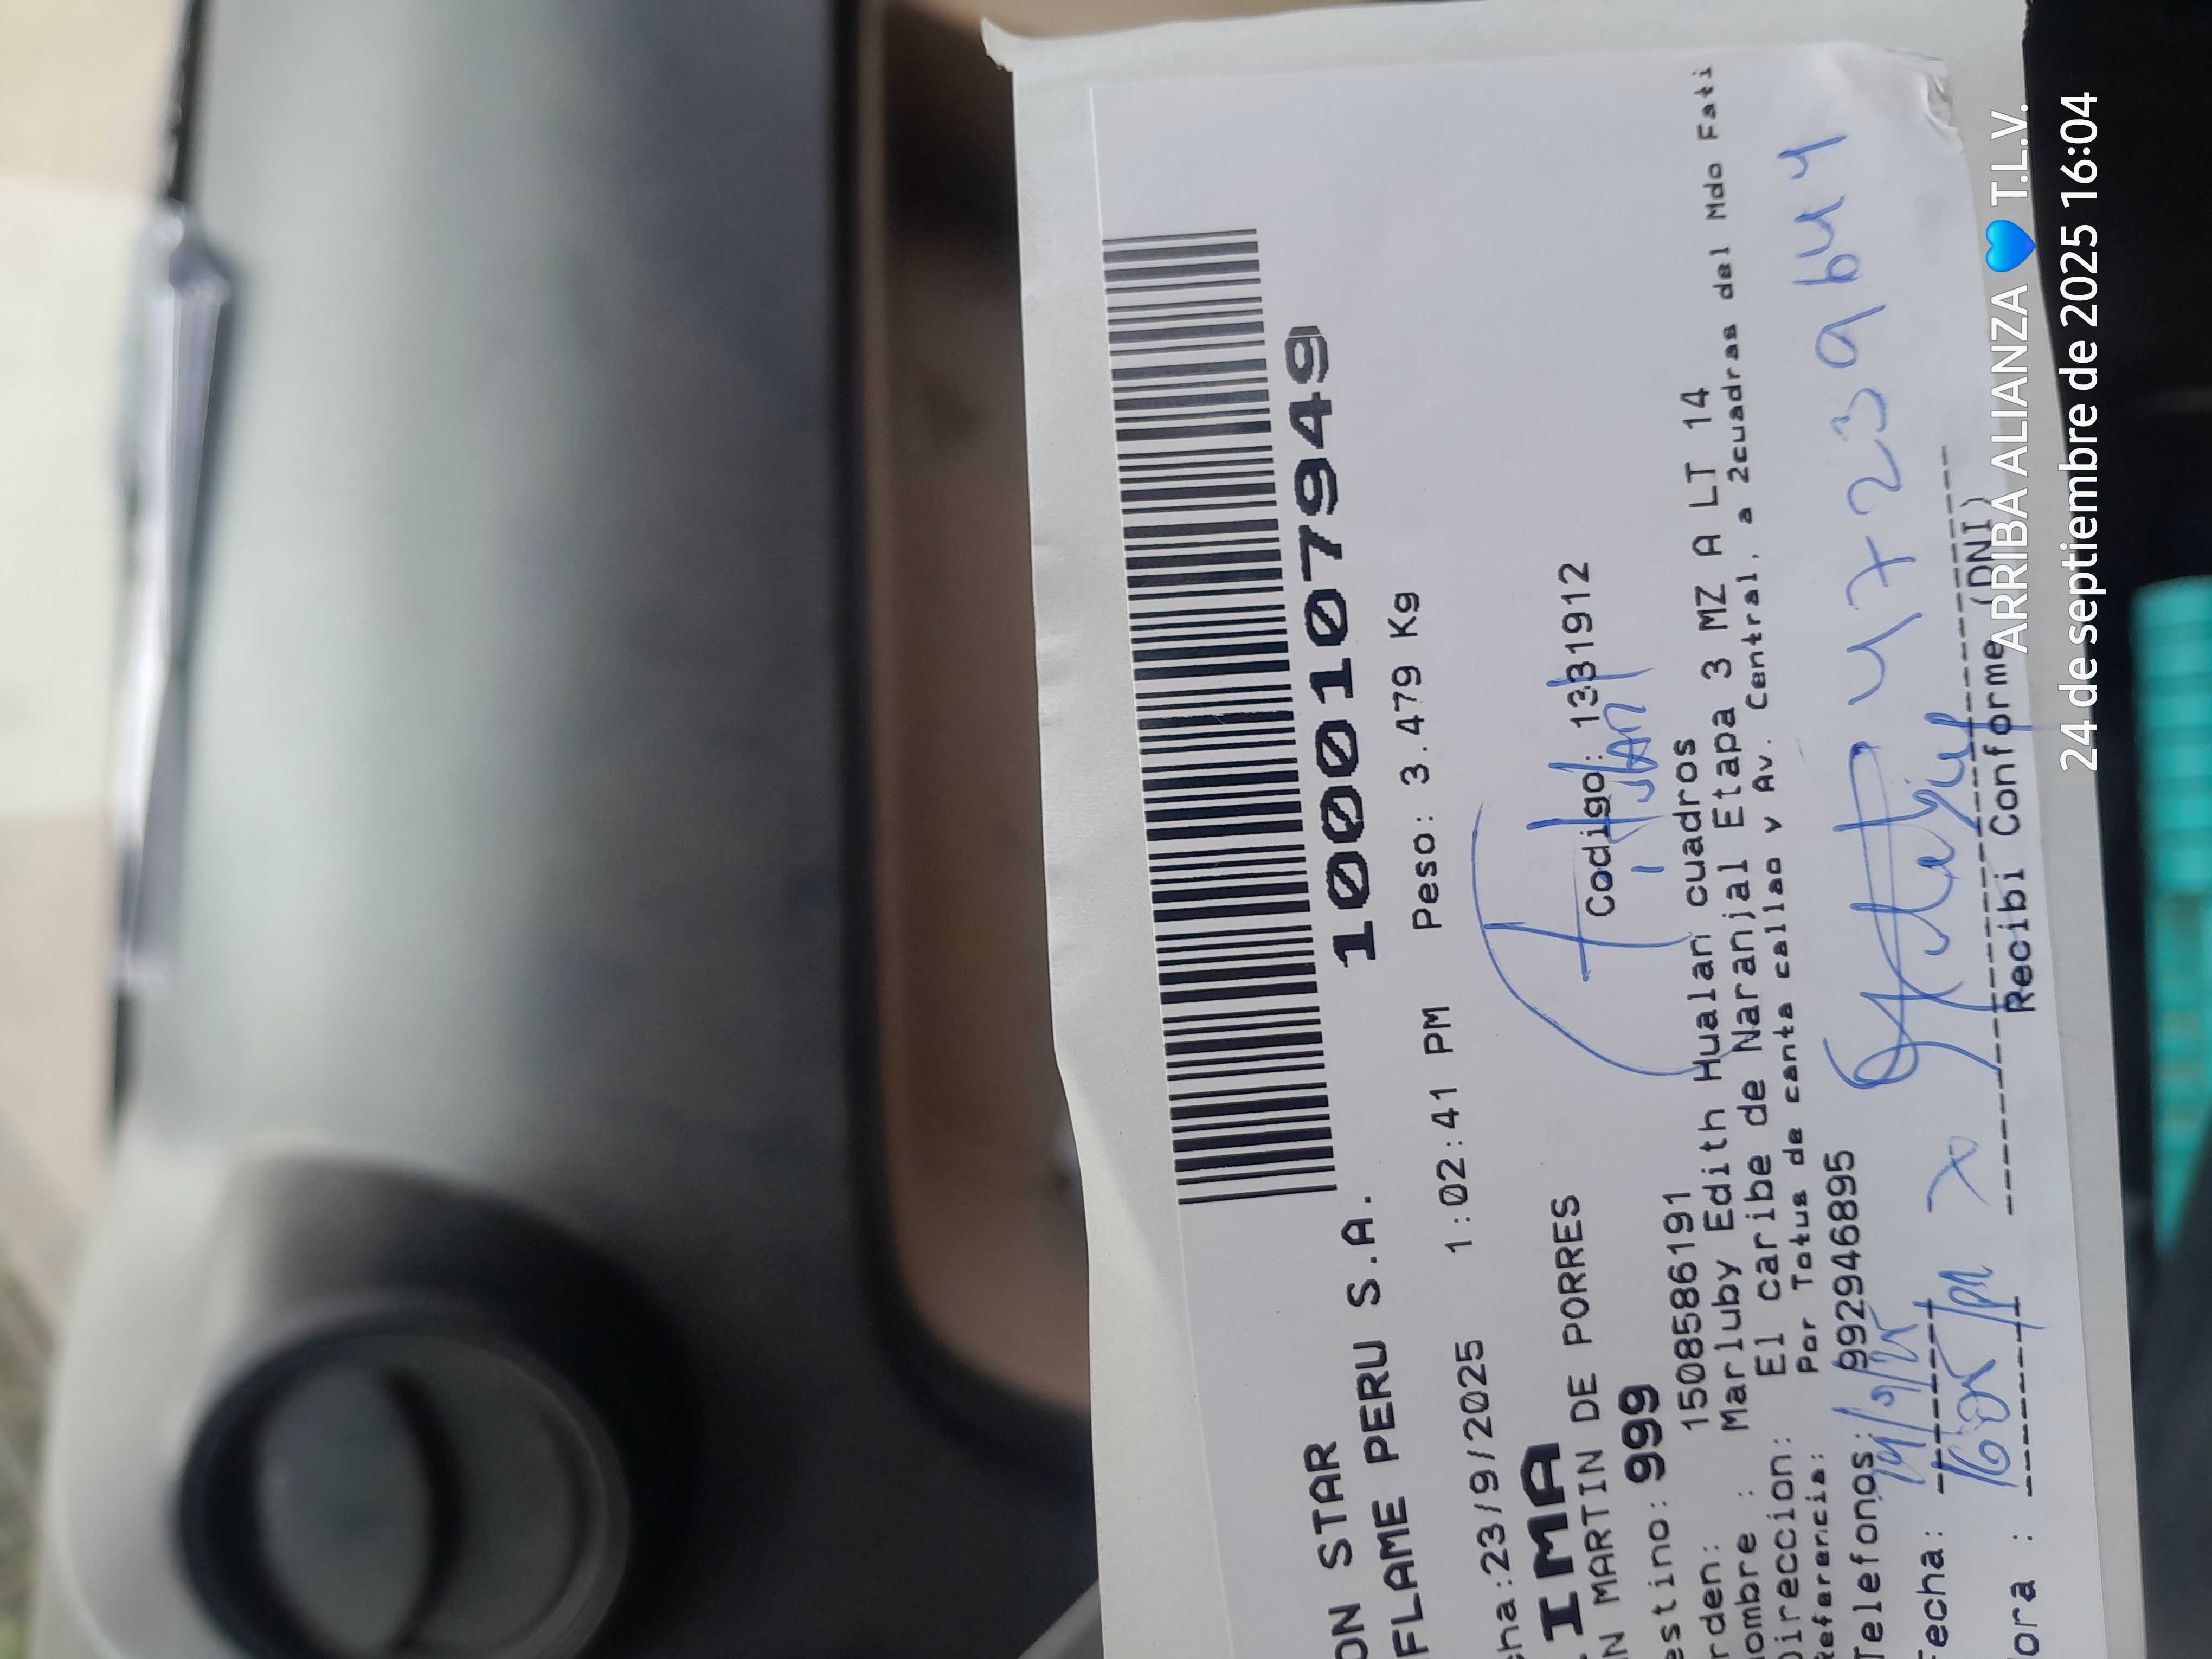 ON STAR
FLAME PERU S.A.
1000107949
cha:23/9/2025 1:02:41 PM Peso: 3.479 Kg
IMA
N MARTIN DE PORRES
estino: 999 Codigo: 1331912
rden: 1508586191
ombre : Marluby Edith Hualan cuadros
Direccion: El caribe de Naranjal Etapa 3 MZ A LT 14
Referencia: Por Totus de canta callao v Av. Central, a 2cuadras del Mdo Fati
Telefonos: 992946895
Fecha:
ora :
Recibi Conforme (DNI)
ARRIBA ALIANZA 💙 T.L.V.
24 de septiembre de 2025 16:04